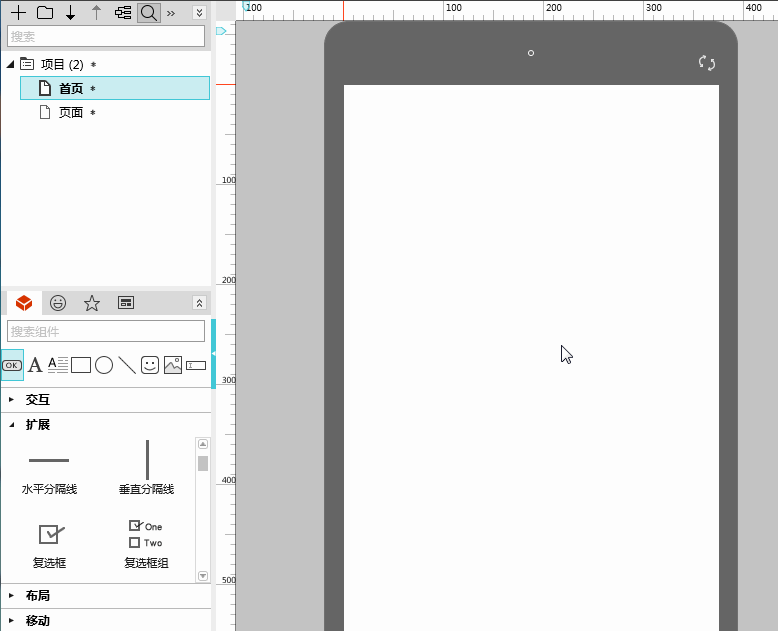 搜索
项目 (2) *
首页 *
页面 *
搜索组件
OK A A
交互
扩展
水平分隔线 垂直分隔线
One
Two
复选框 复选框组
布局
移动
100 0 100 200 300 400
100
200
300
400
500